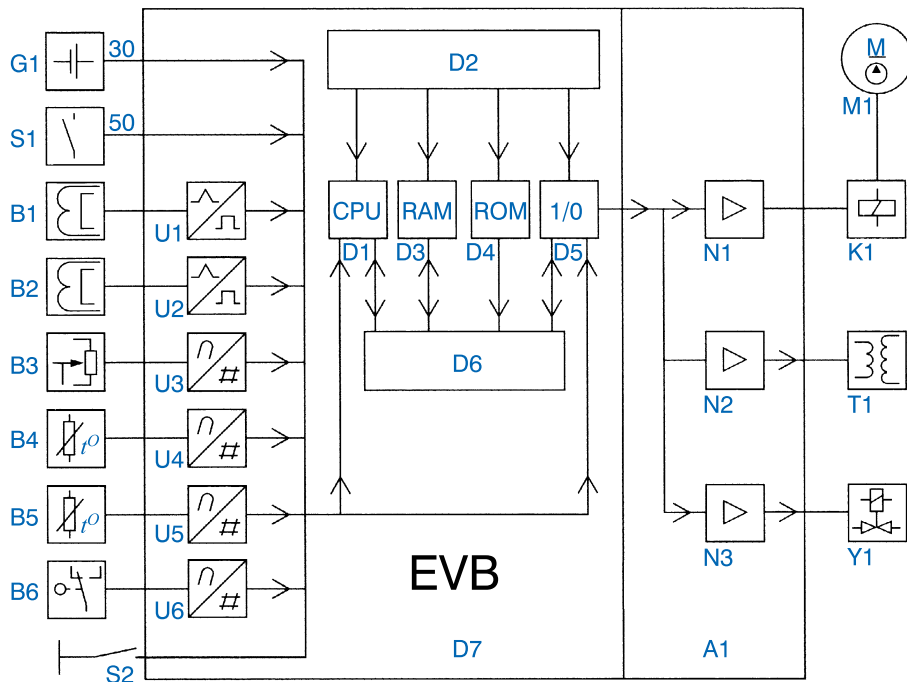 G1 30
D2
M
M1
S1 50
B1 U1
CPU RAM ROM 1/0
D1 D3 D4 D5
N1 K1
B2 U2
B3 U3
D6
N2 T1
B4 t° U4
B5 t° U5
N3 Y1
B6 U6
EVB
S2 D7 A1